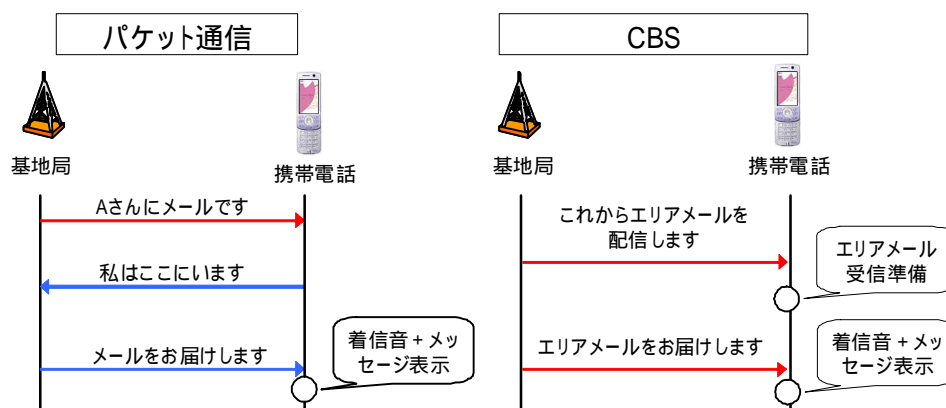 パケット通信
CBS
基地局
携帯電話
基地局
携帯電話
Aさんにメールです
私はここにいます
メールをお届けします
着信音+メッ
セージ表示
これからエリアメールを
配信します
エリアメール
受信準備
エリアメールをお届けします
着信音+メッ
セージ表示